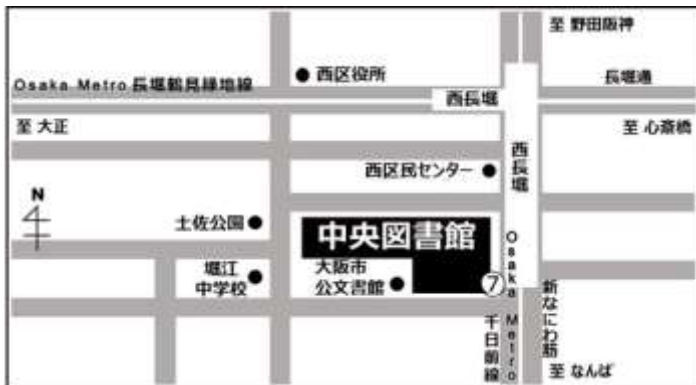 至 野田阪神
西区役所
長堀通
Osaka Metro 長堀鶴見緑地線
西長堀
至 大正
至 心斎橋
西長堀
西区民センター
N
土佐公園
中央図書館
堀江
中学校
大阪市
公文書館
⑦
Osaka Metro
千日前線
新なにわ筋
至 なんば